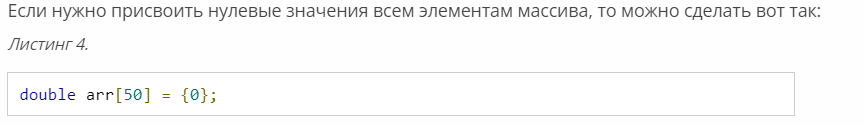 Если нужно присвоить нулевые значения всем элементам массива, то можно сделать вот так:
Листинг 4.
double arr[50] = {0};